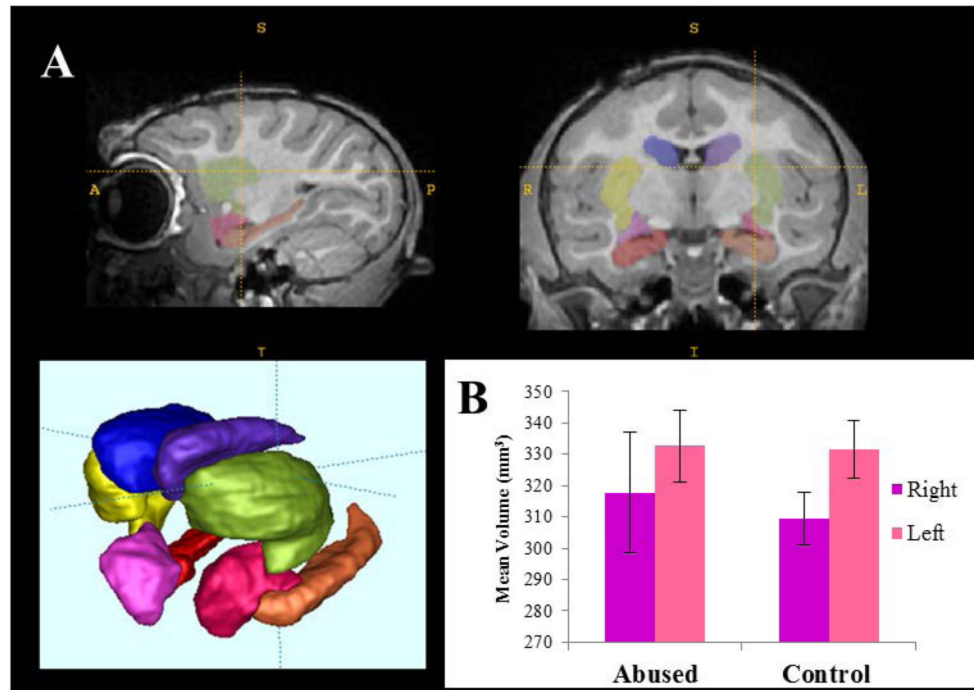 A
S
S
A
P
R
L
I
I
B
Mean Volume (mm³)
350
340
330
320
310
300
290
280
270
Abused
Control
Right
Left